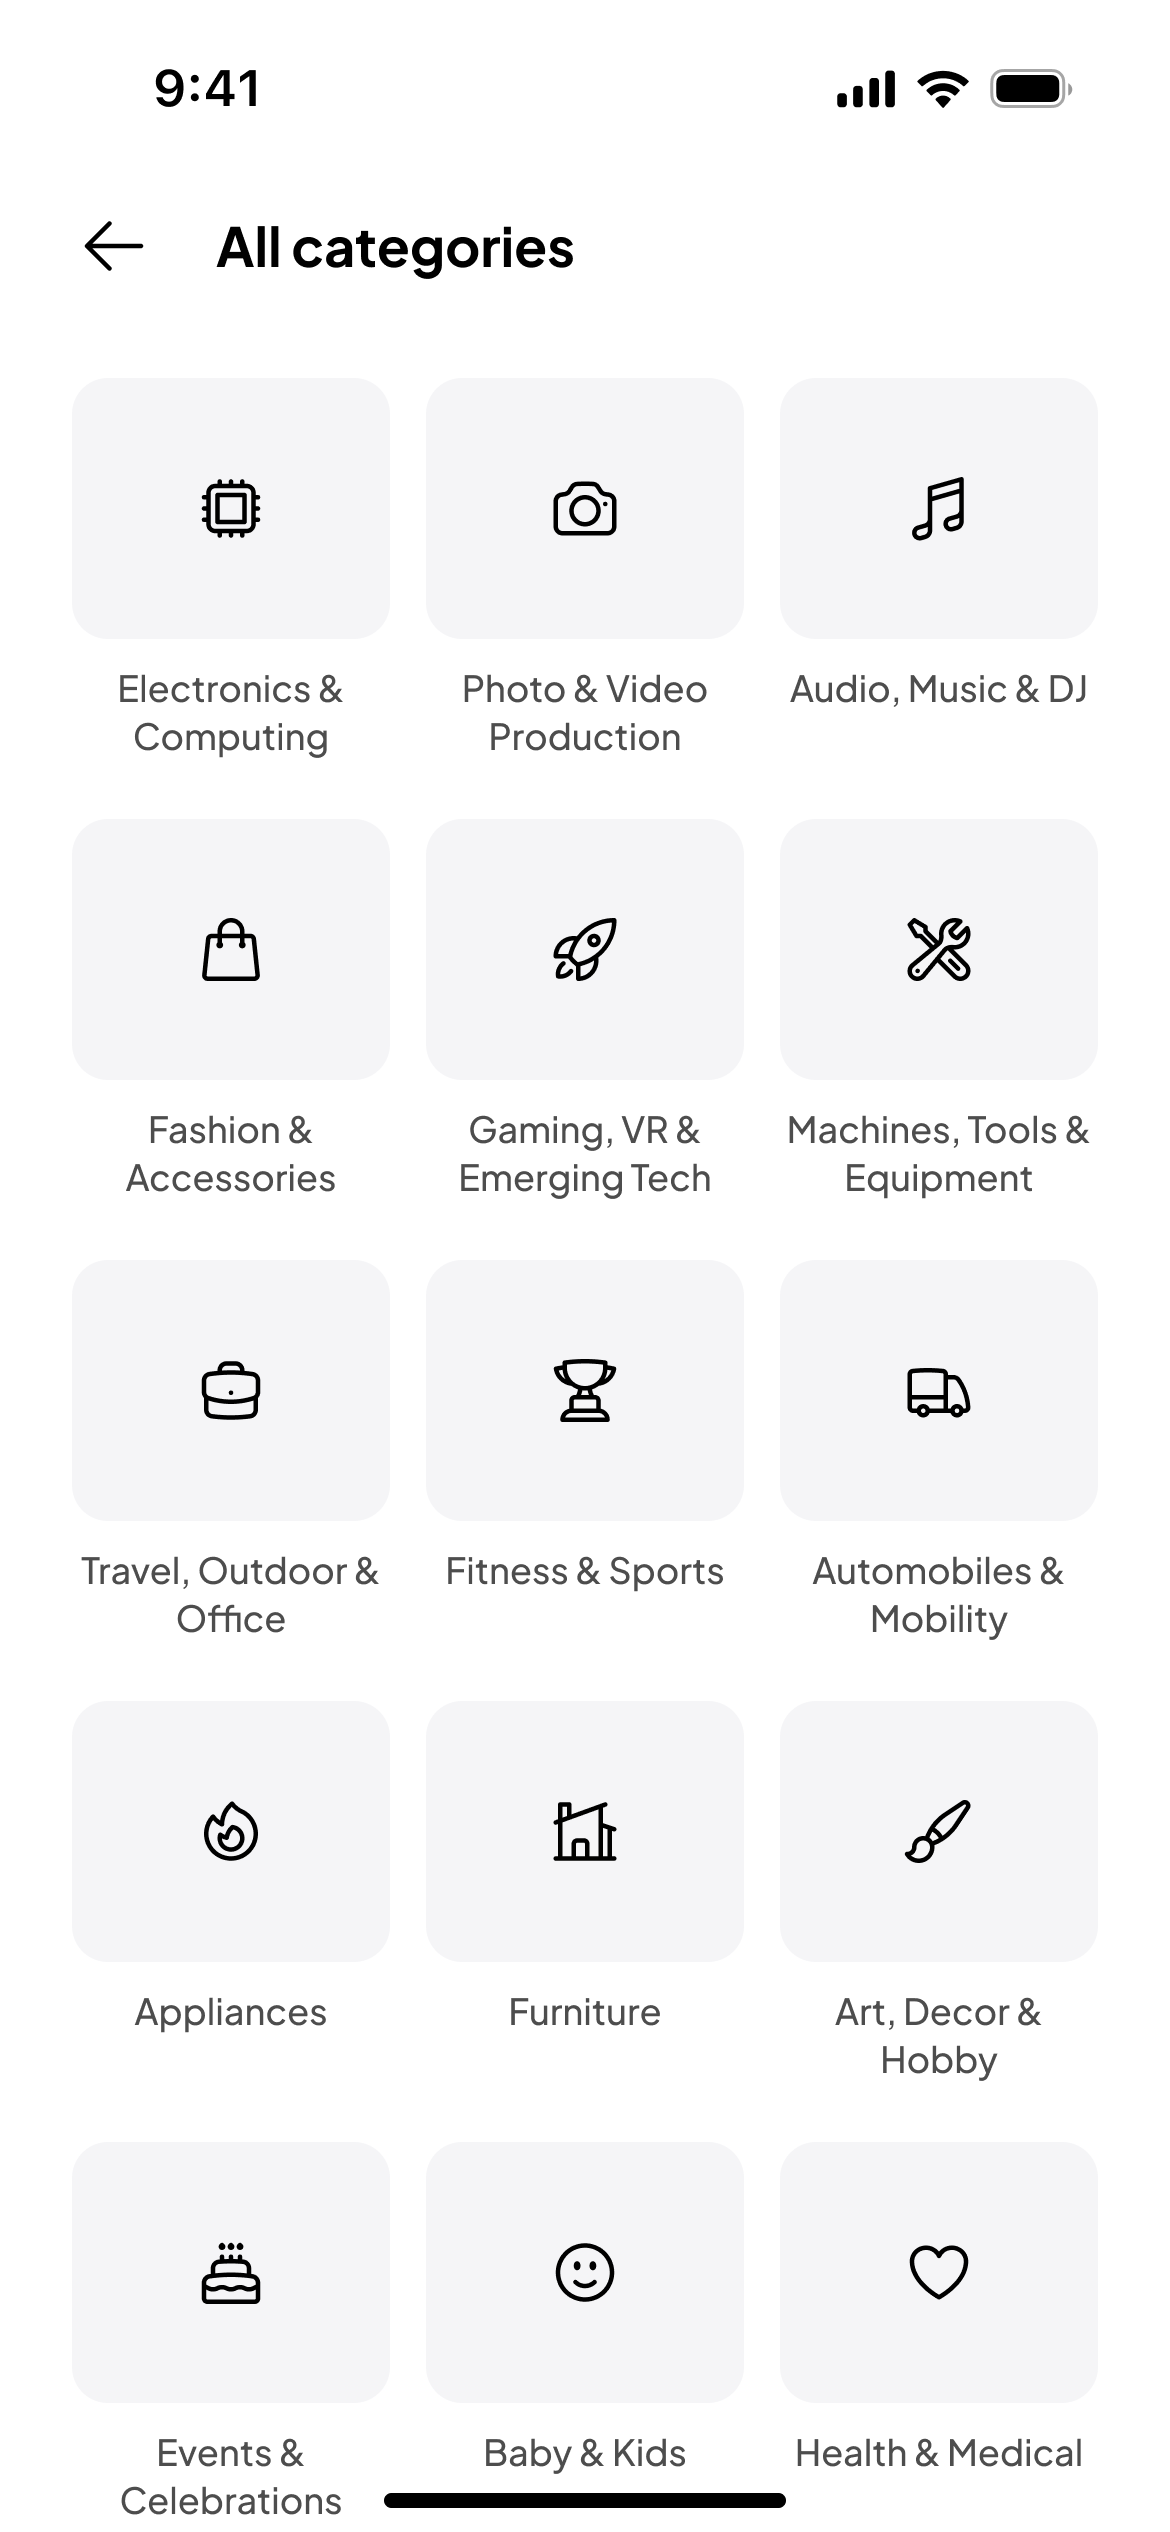 9:41
All categories
Electronics &
Computing
Photo & Video
Production
Audio, Music & DJ
Fashion &
Accessories
Gaming, VR &
Emerging Tech
Machines, Tools &
Equipment
Travel, Outdoor &
Office
Fitness & Sports
Automobiles &
Mobility
Appliances
Furniture
Art, Decor &
Hobby
Events &
Celebrations
Baby & Kids
Health & Medical